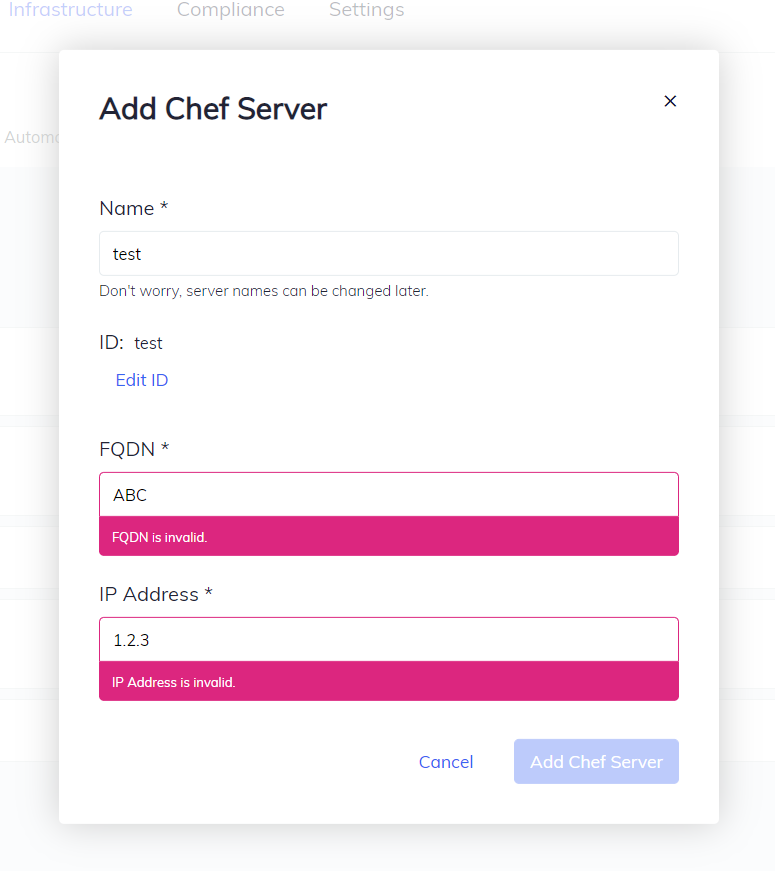 Infrastructure Compliance Settings
Add Chef Server
Name *
test
Don't worry, server names can be changed later.
ID: test
Edit ID
FQDN *
ABC
FQDN is invalid.
IP Address *
1.2.3
IP Address is invalid.
Cancel Add Chef Server